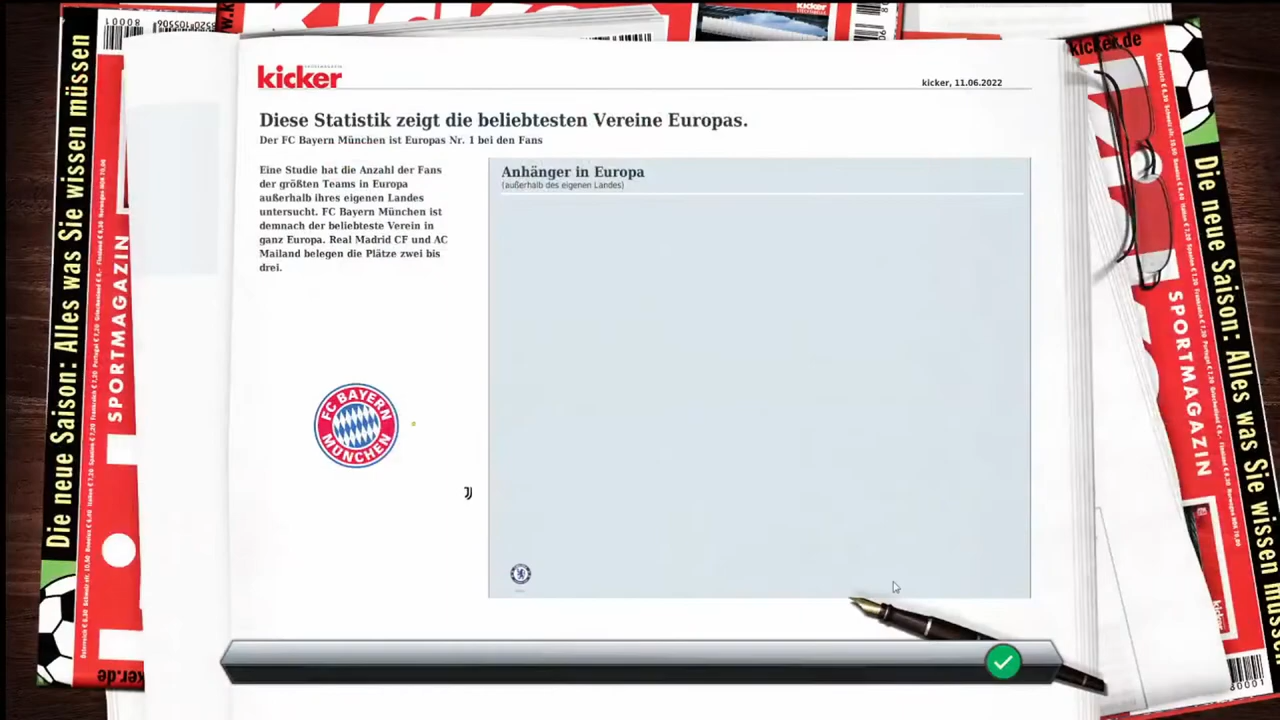 kicker
kicker, 11.06.2022
Diese Statistik zeigt die beliebtesten Vereine Europas.
Der FC Bayern München ist Europas Nr. 1 bei den Fans
Eine Studie hat die Anzahl der Fans
der größten Teams in Europa
außerhalb ihres eigenen Landes
untersucht. FC Bayern München ist
demnach der beliebteste Verein in
ganz Europa. Real Madrid CF und AC
Mailand belegen die Plätze zwei bis
drei.
Anhänger in Europa
(außerhalb des eigenen Landes)
FC BAYERN
MÜNCHEN
Die neue Saison: Alles was Sie wissen müssen
SPORTMAGAZIN
80001
kicker
kicker.de
Die neue Saison: Alles was Sie wissen müssen
SPORTMAGAZIN
kicker